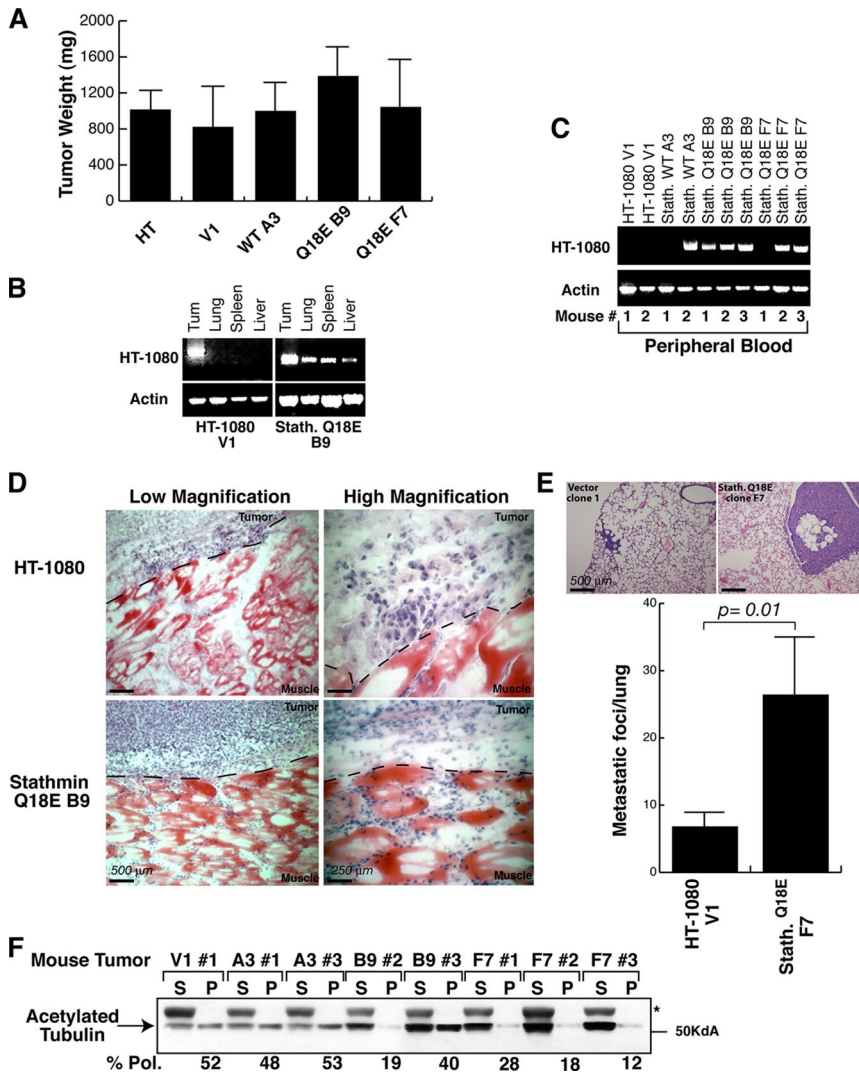 A
Tumor Weight (mg)
2000
1600
1200
800
400
0
HT
V1
WT A3
Q18E B9
Q18E F7
B
Tum
Lung
Spleen
Liver
Tum
Lung
Spleen
Liver
HT-1080
Actin
HT-1080
V1
Stath. Q18E
B9
C
HT-1080 V1
HT-1080 V1
Stath. WT A3
Stath. WT A3
Stath. Q18E B9
Stath. Q18E B9
Stath. Q18E B9
Stath. Q18E F7
Stath. Q18E F7
Stath. Q18E F7
HT-1080
Actin
Mouse # 1 2 1 2 1 2 3 1 2 3
Peripheral Blood
D
Low Magnification
High Magnification
HT-1080
Tumor
Muscle
Tumor
Muscle
Stathmin
Q18E B9
Tumor
500 µm
Muscle
Tumor
250 µm
Muscle
E
Vector
clone 1
500 µm
Stath. Q18E
clone F7
p= 0.01
Metastatic foci/lung
40
30
20
10
0
HT-1080
V1
Stath. Q18E
F7
F
Mouse Tumor V1 #1 A3 #1 A3 #3 B9 #2 B9 #3 F7 #1 F7 #2 F7 #3
S P S P S P S P S P S P S P S P
*
Acetylated
Tubulin
50KdA
% Pol. 52 48 53 19 40 28 18 12